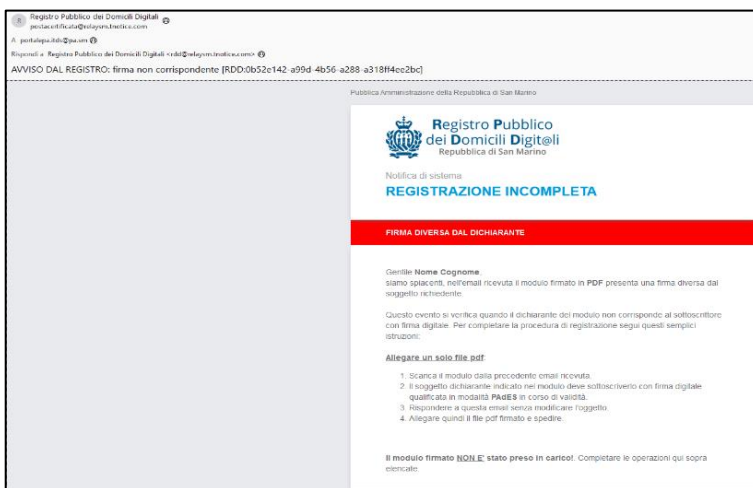 Registro Pubblico dei Domicili Digitali
postacertificata@relaysm.tnotice.com
A portalepa.itds@pa.sm
Rispondi a Registro Pubblico dei Domicili Digitali <rdd@relaysm.tnotice.com>
AVVISO DAL REGISTRO: firma non corrispondente [RDD:0b52e142-a99d-4b56-a288-a318ff4ee2bc]
Pubblica Amministrazione della Repubblica di San Marino
Registro Pubblico
dei Domicili Digit@li
Repubblica di San Marino
Notifica di sistema
REGISTRAZIONE INCOMPLETA
FIRMA DIVERSA DAL DICHIARANTE
Gentile Nome Cognome,
siamo spiacenti, nell'email ricevuta il modulo firmato in PDF presenta una firma diversa dal
soggetto richiedente.
Questo evento si verifica quando il dichiarante del modulo non corrisponde al sottoscrittore
con firma digitale. Per completare la procedura di registrazione segui questi semplici
istruzioni:
Allegare un solo file pdf:
1. Scarica il modulo dalla precedente email ricevuta.
2. Il soggetto dichiarante indicato nel modulo deve sottoscriverlo con firma digitale
qualificata in modalità PAdES in corso di validità.
3. Rispondere a questa email senza modificare l'oggetto.
4. Allegare quindi il file pdf firmato e spedire.
Il modulo firmato NON E' stato preso in carico!. Completare le operazioni qui sopra
elencate.